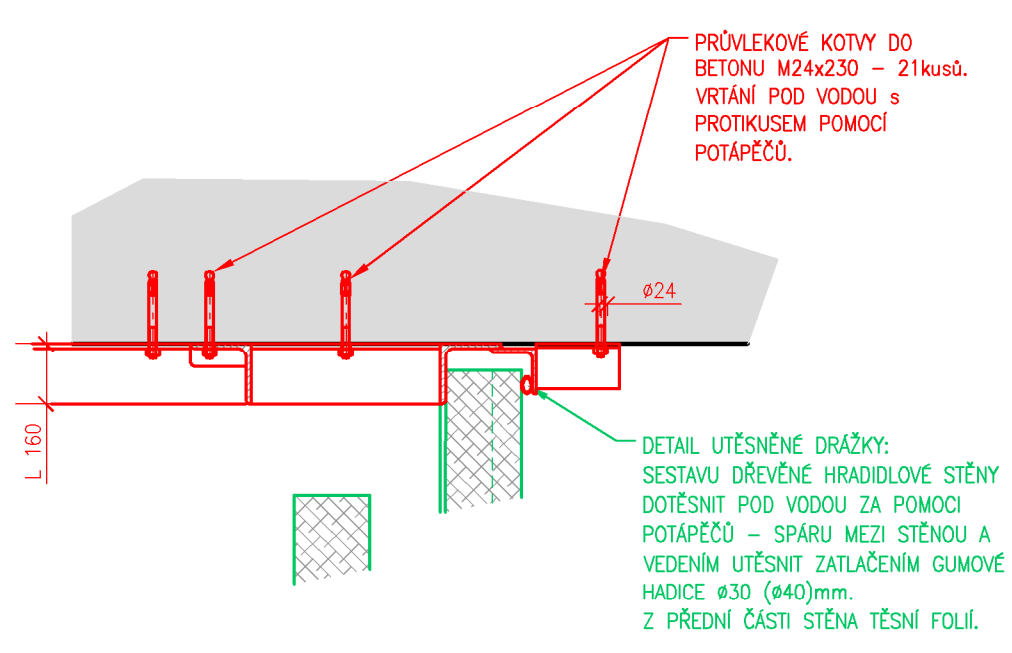 PRŮVLEKOVÉ KOTVY DO
BETONU M24x230 – 21kusů.
VRTÁNÍ POD VODOU s
PROTIKUSEM POMOCÍ
POTÁPĚČŮ.
ø24
L 160
DETAIL UTĚSNĚNÉ DRÁŽKY:
SESTAVU DŘEVĚNÉ HRADIDLOVÉ STĚNY
DOTĚSNIT POD VODOU ZA POMOCI
POTÁPĚČŮ – SPÁRU MEZI STĚNOU A
VEDENÍM UTĚSNIT ZATLAČENÍM GUMOVÉ
HADICE ø30 (ø40)mm.
Z PŘEDNÍ ČÁSTI STĚNA TĚSNÍ FOLIÍ.